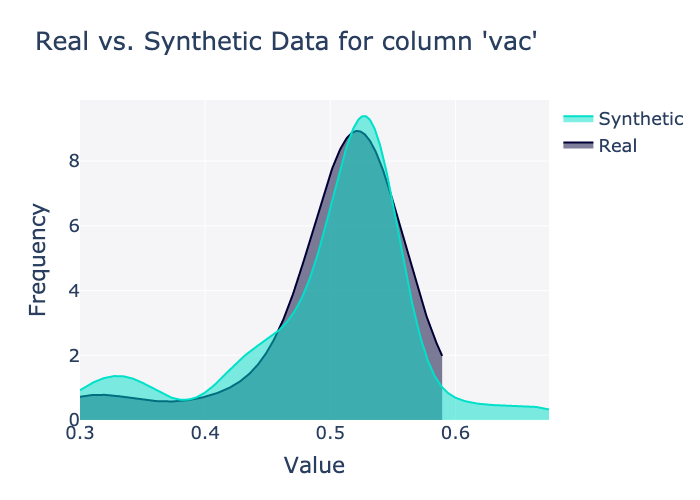 Real vs. Synthetic Data for column 'vac'
Synthetic
Real
8
6
4
2
0
Frequency
0.3
0.4
0.5
0.6
Value